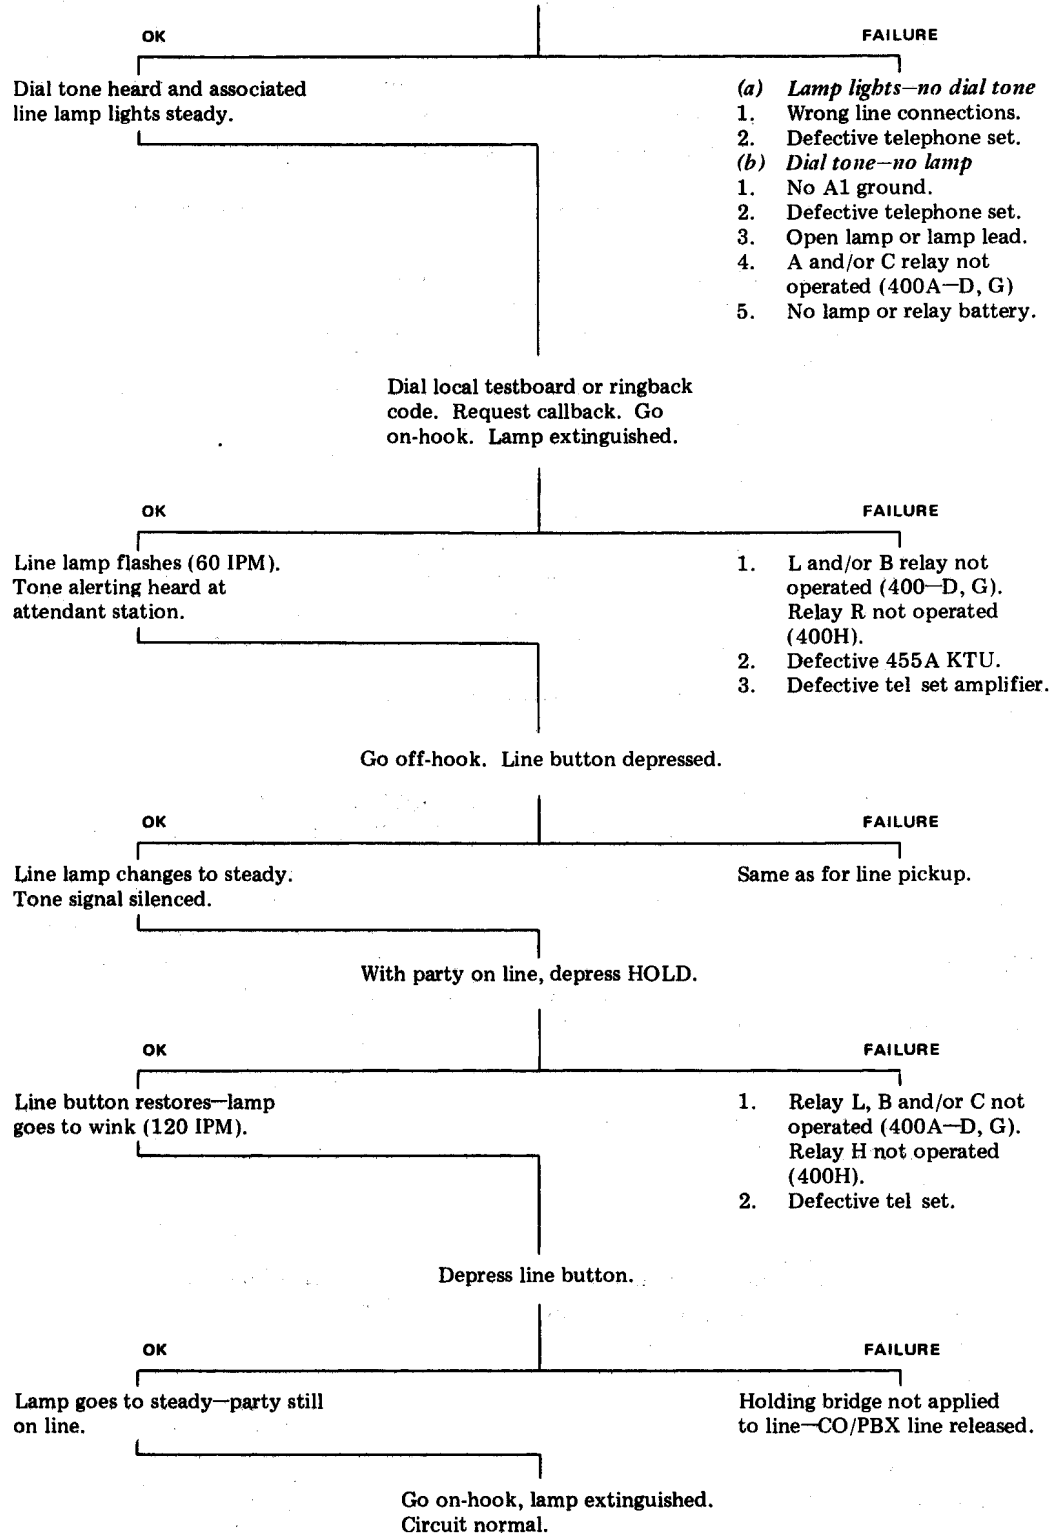 OK
FAILURE
Dial tone heard and associated
line lamp lights steady.
(a) Lamp lights—no dial tone
1. Wrong line connections.
2. Defective telephone set.
(b) Dial tone—no lamp
1. No A1 ground.
2. Defective telephone set.
3. Open lamp or lamp lead.
4. A and/or C relay not
operated (400A—D, G)
5. No lamp or relay battery.
Dial local testboard or ringback
code. Request callback. Go
on-hook. Lamp extinguished.
OK
FAILURE
Line lamp flashes (60 IPM).
Tone alerting heard at
attendant station.
1. L and/or B relay not
operated (400—D, G).
Relay R not operated
(400H).
2. Defective 455A KTU.
3. Defective tel set amplifier.
Go off-hook. Line button depressed.
OK
FAILURE
Line lamp changes to steady.
Tone signal silenced.
Same as for line pickup.
With party on line, depress HOLD.
OK
FAILURE
Line button restores—lamp
goes to wink (120 IPM).
1. Relay L, B and/or C not
operated (400A—D, G).
Relay H not operated
(400H).
2. Defective tel set.
Depress line button.
OK
FAILURE
Lamp goes to steady—party still
on line.
Holding bridge not applied
to line—CO/PBX line released.
Go on-hook, lamp extinguished.
Circuit normal.